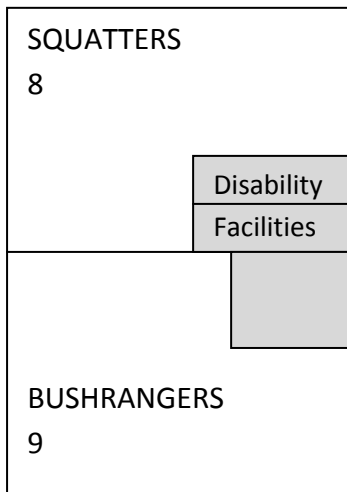 SQUATTERS
8
Disability
Facilities
BUSHRANGERS
9